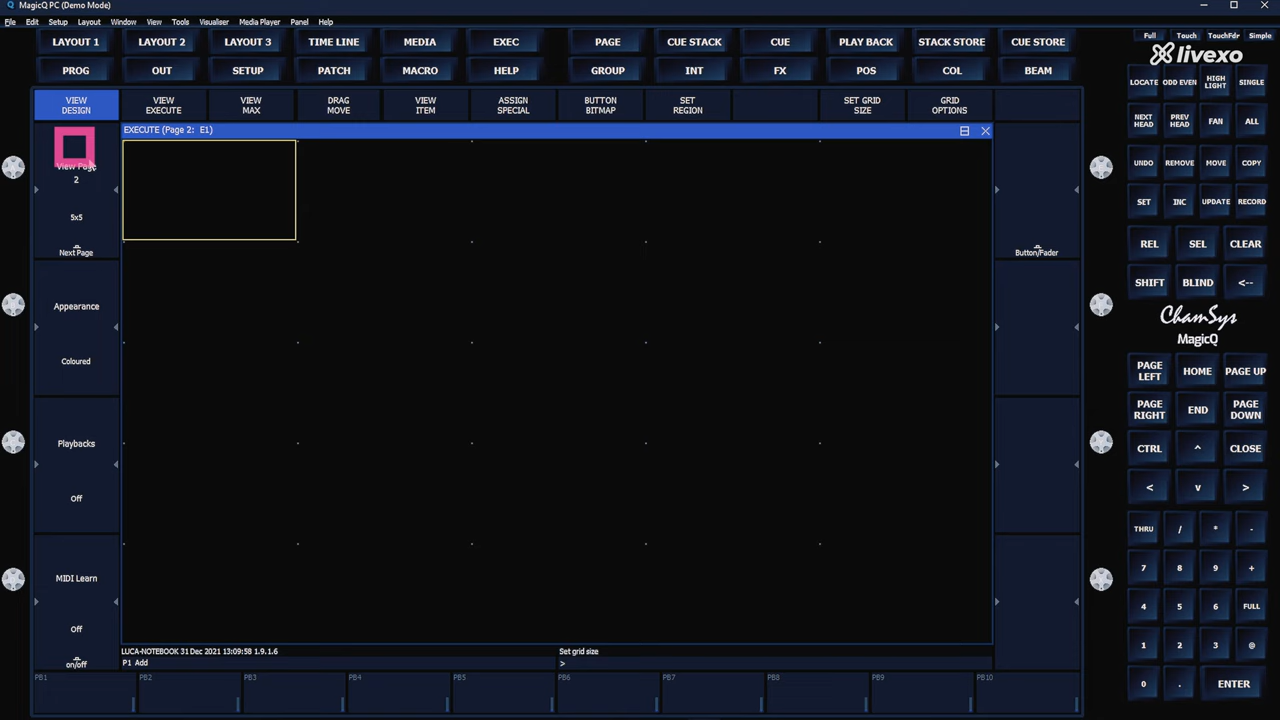 MagicQ PC (Demo Mode)
File Edit Setup Layout Window View Tools Visualiser Media Player Panel Help
LAYOUT 1 LAYOUT 2 LAYOUT 3 TIME LINE MEDIA EXEC PAGE CUE STACK CUE PLAY BACK STACK STORE CUE STORE
PROG OUT SETUP PATCH MACRO HELP GROUP INT FX POS COL BEAM
Full Touch TouchFdr Simple
livexo
VIEW DESIGN
VIEW EXECUTE
VIEW MAX
DRAG MOVE
VIEW ITEM
ASSIGN SPECIAL
BUTTON BITMAP
SET REGION
SET GRID SIZE
GRID OPTIONS
EXECUTE (Page 2: E1)
View Page
2
5x5
Next Page
Appearance
Coloured
Playbacks
Off
MIDI Learn
Off
on/off
Button/Fader
LUCA-NOTEBOOK 31 Dec 2021 13:09:58 1.9.1.6
Set grid size
P1 Add
>
PB1 PB2 PB3 PB4 PB5 PB6 PB7 PB8 PB9 PB10
LOCATE ODD EVEN HIGH LIGHT SINGLE
NEXT HEAD PREV HEAD FAN ALL
UNDO REMOVE MOVE COPY
SET INC UPDATE RECORD
REL SEL CLEAR
SHIFT BLIND <--
ChamSys
MagicQ
PAGE LEFT HOME PAGE UP
PAGE RIGHT END PAGE DOWN
CTRL ^ CLOSE
< v >
THRU / * -
7 8 9 +
4 5 6 FULL
1 2 3 @
0 . ENTER